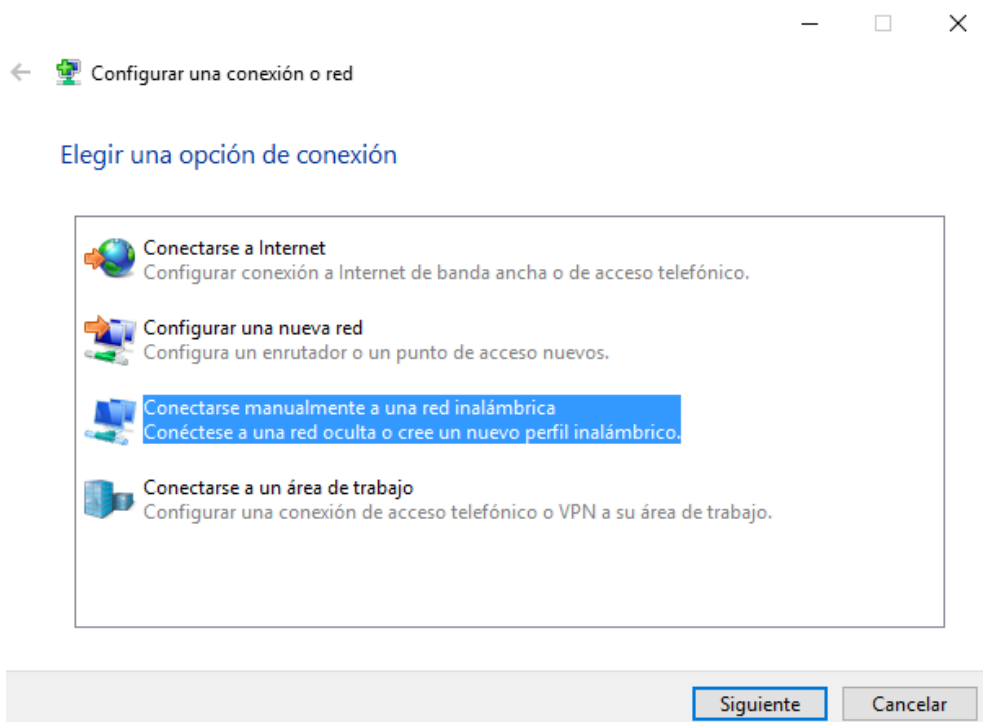 Configurar una conexión o red
Elegir una opción de conexión
Conectarse a Internet
Configurar conexión a Internet de banda ancha o de acceso telefónico.
Configurar una nueva red
Configura un enrutador o un punto de acceso nuevos.
Conectarse manualmente a una red inalámbrica
Conéctese a una red oculta o cree un nuevo perfil inalámbrico.
Conectarse a un área de trabajo
Configurar una conexión de acceso telefónico o VPN a su área de trabajo.
Siguiente
Cancelar